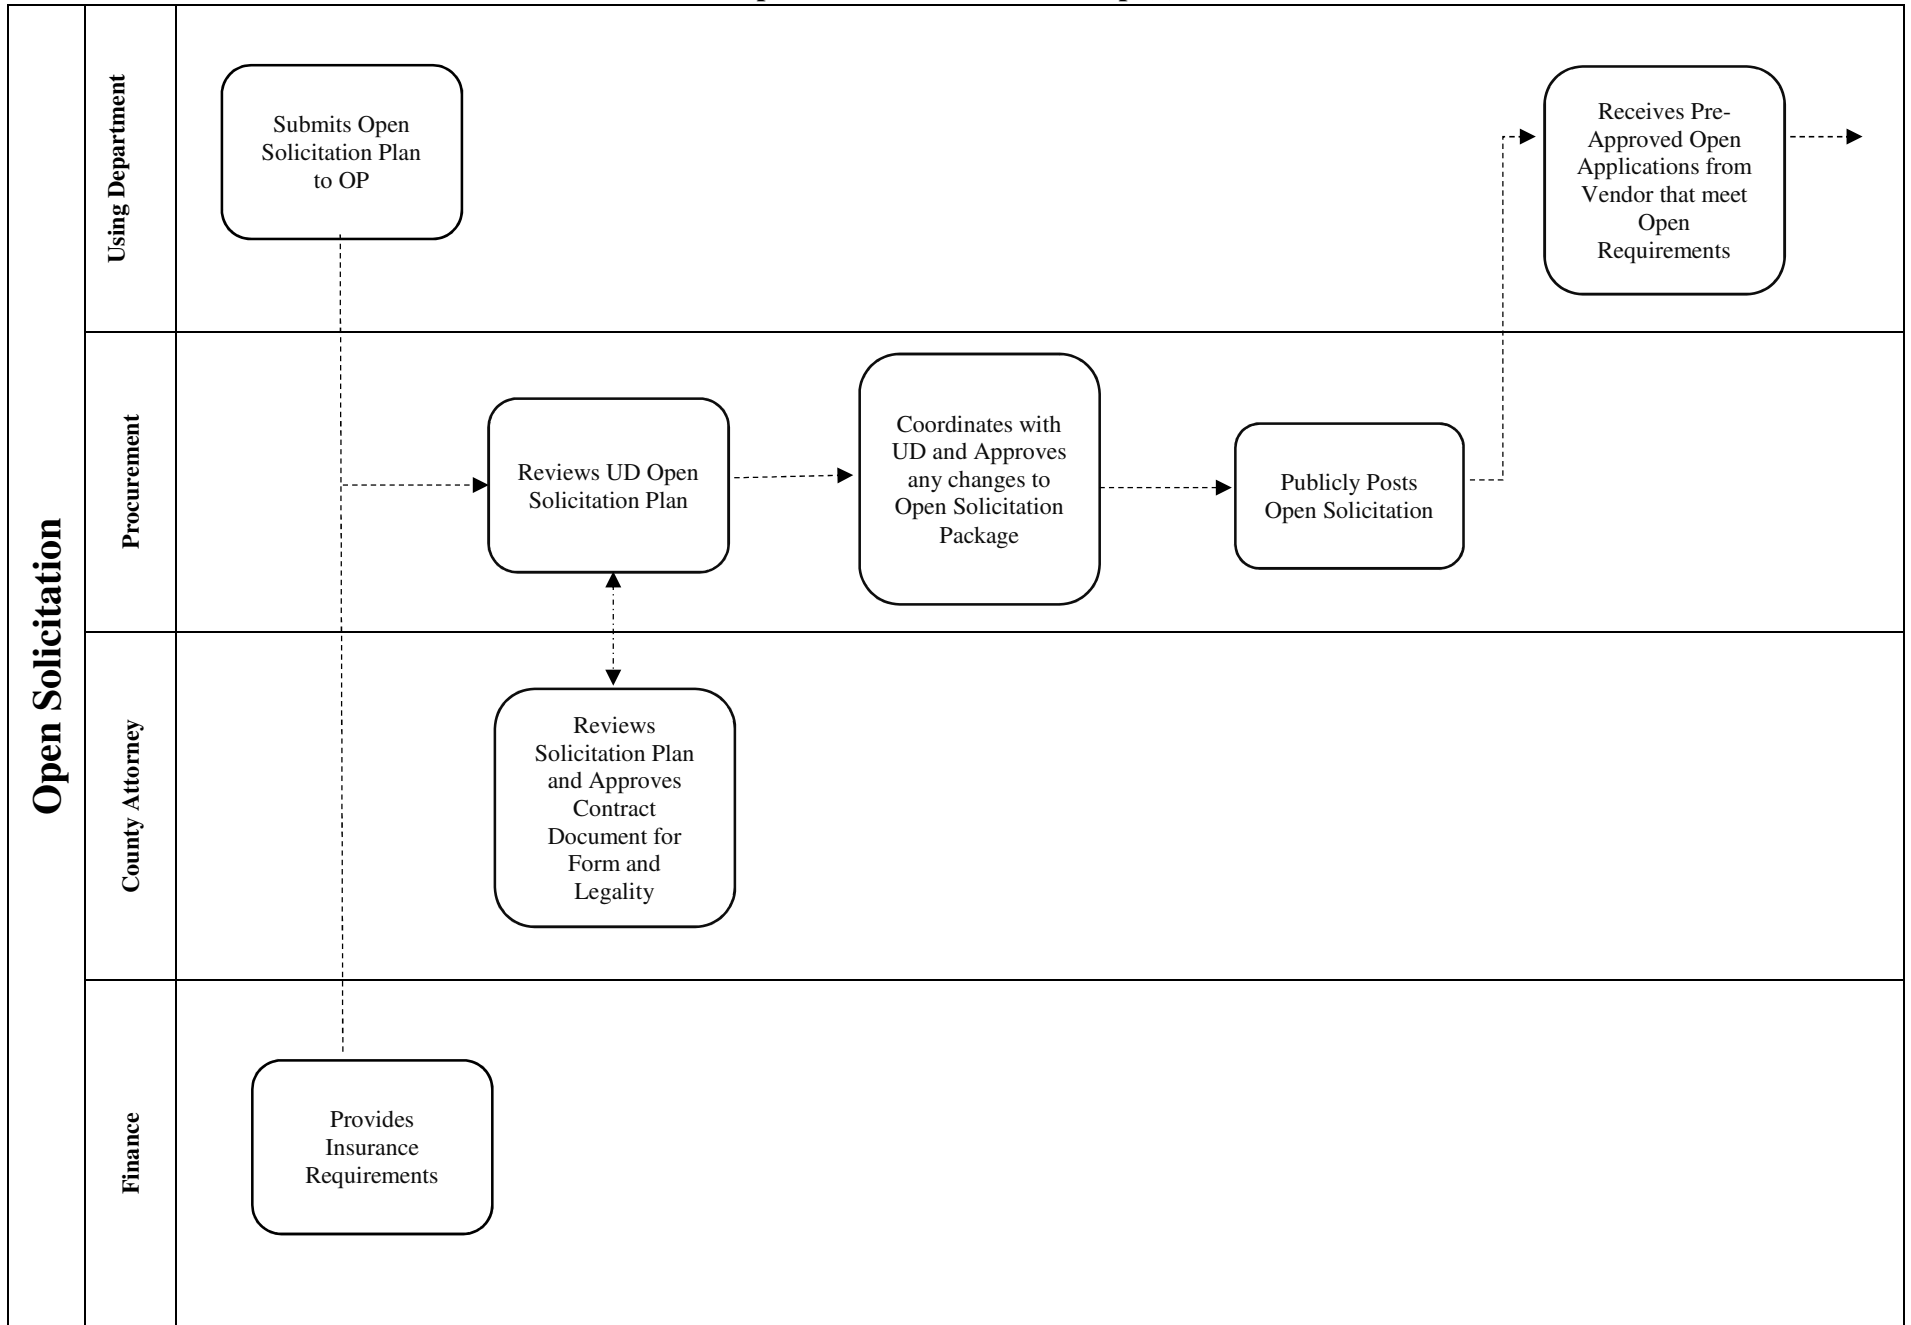 Open Solicitation
Using Department
Submits Open
Solicitation Plan
to OP
Receives Pre-
Approved Open
Applications from
Vendor that meet
Open
Requirements
Procurement
Reviews UD Open
Solicitation Plan
Coordinates with
UD and Approves
any changes to
Open Solicitation
Package
Publicly Posts
Open Solicitation
County Attorney
Reviews
Solicitation Plan
and Approves
Contract
Document for
Form and
Legality
Finance
Provides
Insurance
Requirements